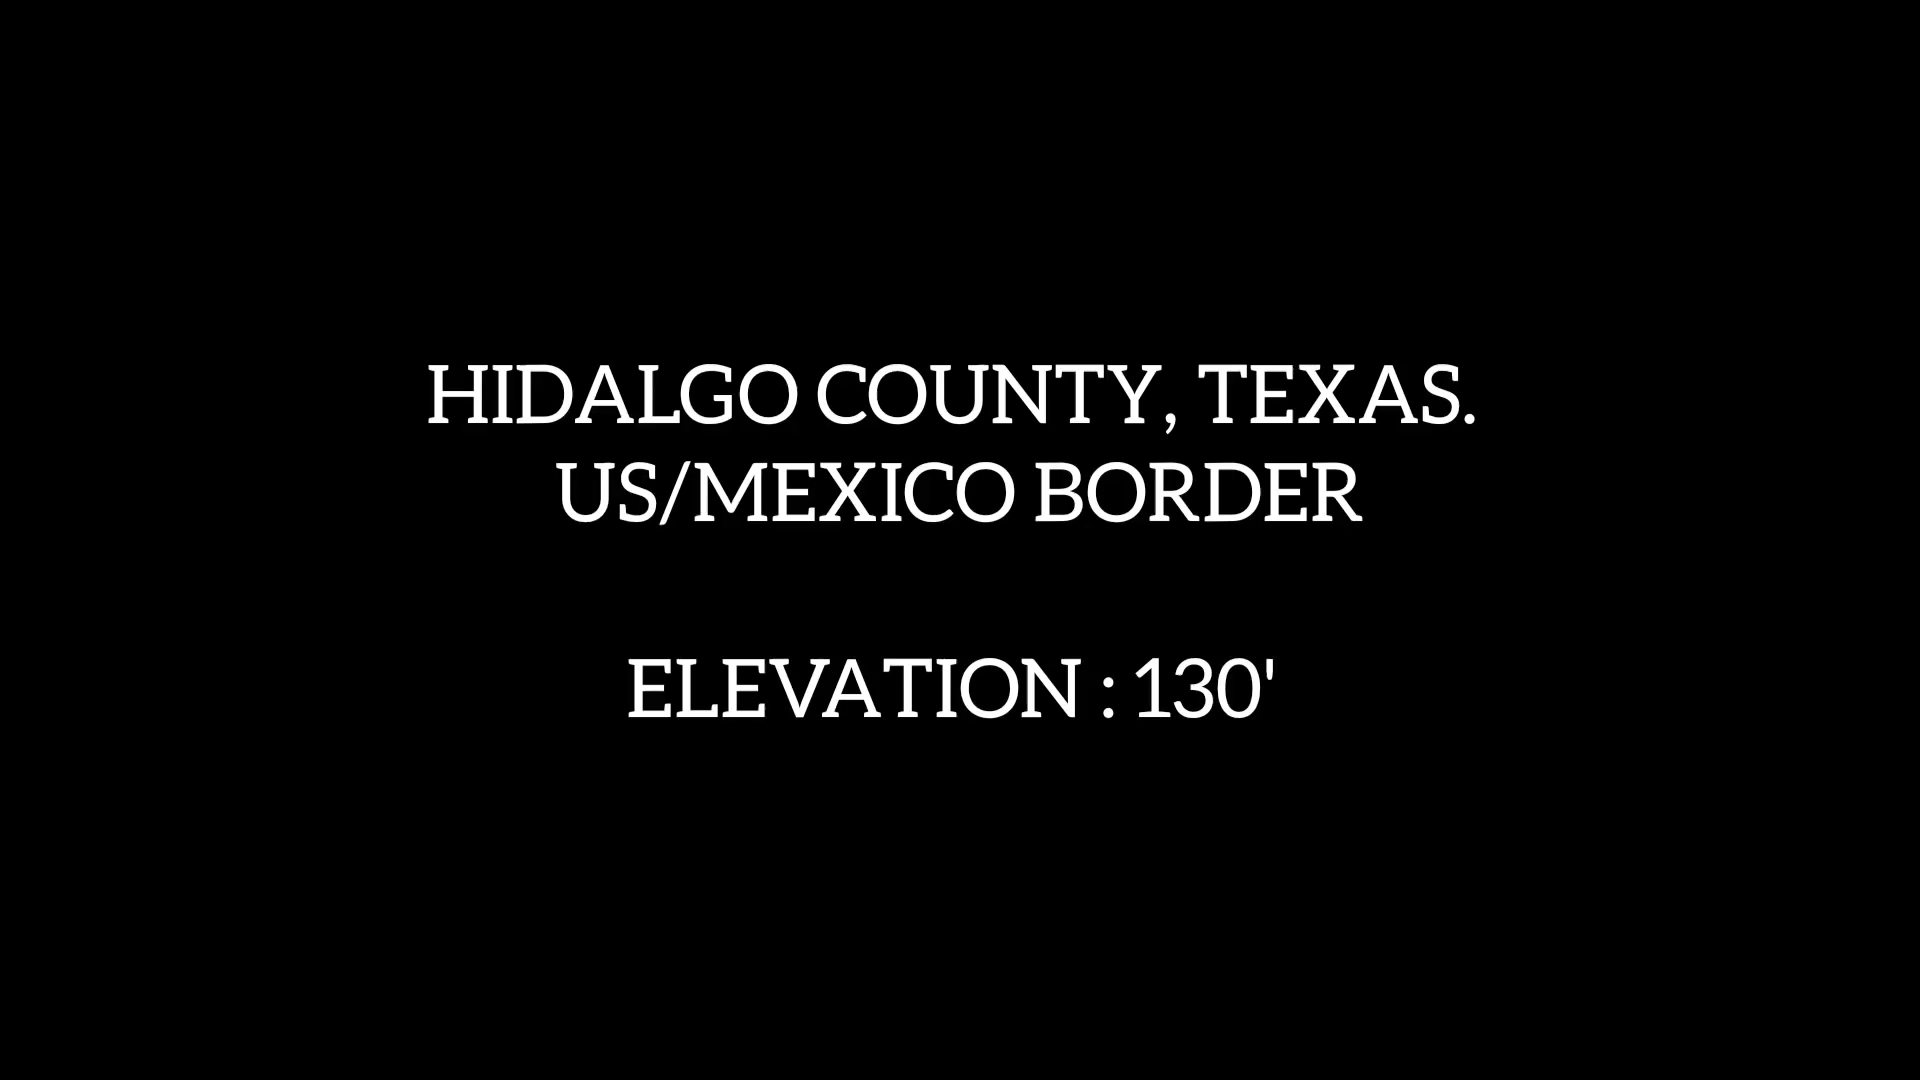 HIDALGO COUNTY, TEXAS.
US/MEXICO BORDER
ELEVATION : 130'